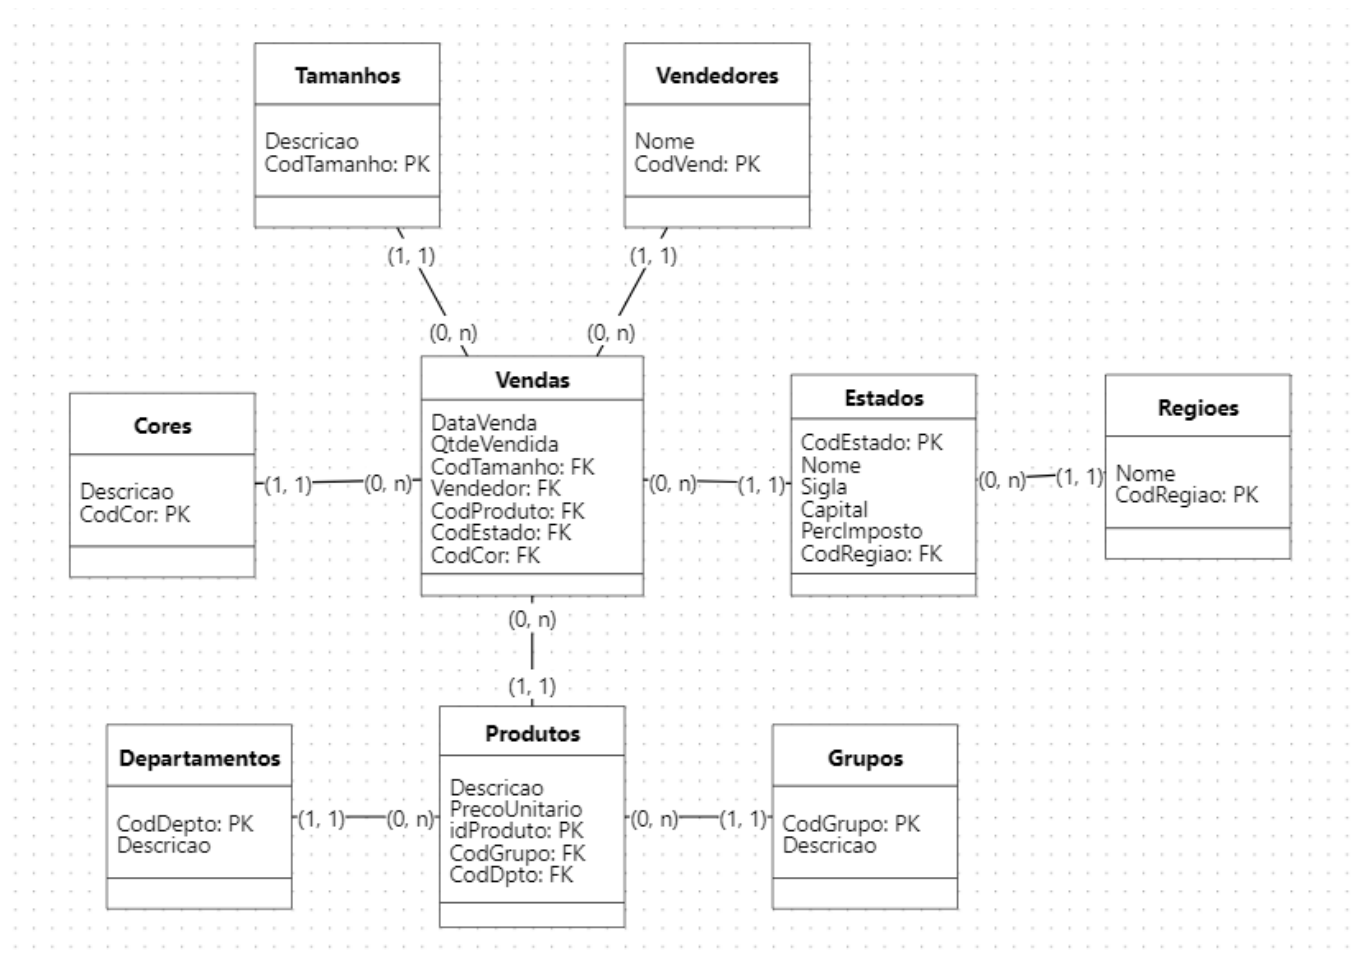 Tamanhos
Descricao
CodTamanho: PK
Vendedores
Nome
CodVend: PK
(1, 1)
(1, 1)
(0, n)
(0, n)
Cores
Descricao
CodCor: PK
(1, 1)
(0, n)
Vendas
DataVenda
QtdeVendida
CodTamanho: FK
Vendedor: FK
CodProduto: FK
CodEstado: FK
CodCor: FK
(0, n)
(1, 1)
Estados
CodEstado: PK
Nome
Sigla
Capital
PercImposto
CodRegiao: FK
(0, n)
(1, 1)
Regioes
Nome
CodRegiao: PK
(0, n)
(1, 1)
Departamentos
CodDepto: PK
Descricao
(1, 1)
(0, n)
Produtos
Descricao
PrecoUnitario
idProduto: PK
CodGrupo: FK
CodDpto: FK
(0, n)
(1, 1)
Grupos
CodGrupo: PK
Descricao